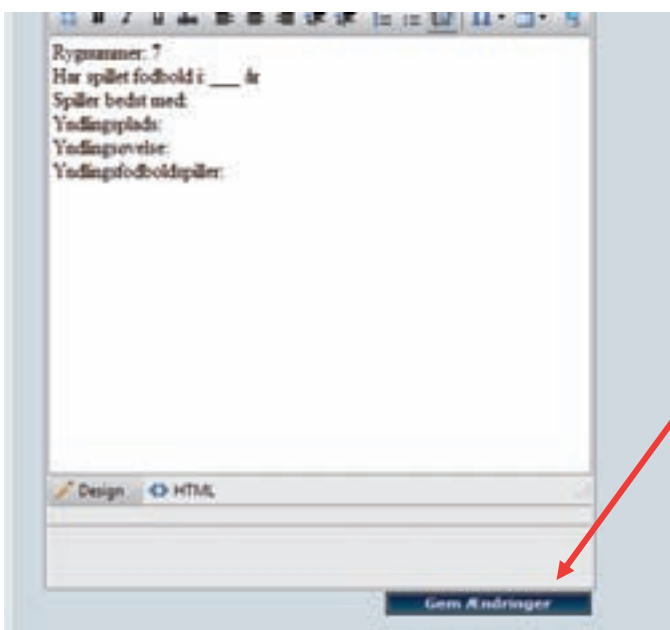 Rygnummer: 7
Har spillet fodbold i: ___ år
Spiller bedst med:
Yndlingsplads:
Yndlingsøvelse:
Yndlingsfodboldspiller:
Design HTML
Gem Ændringer